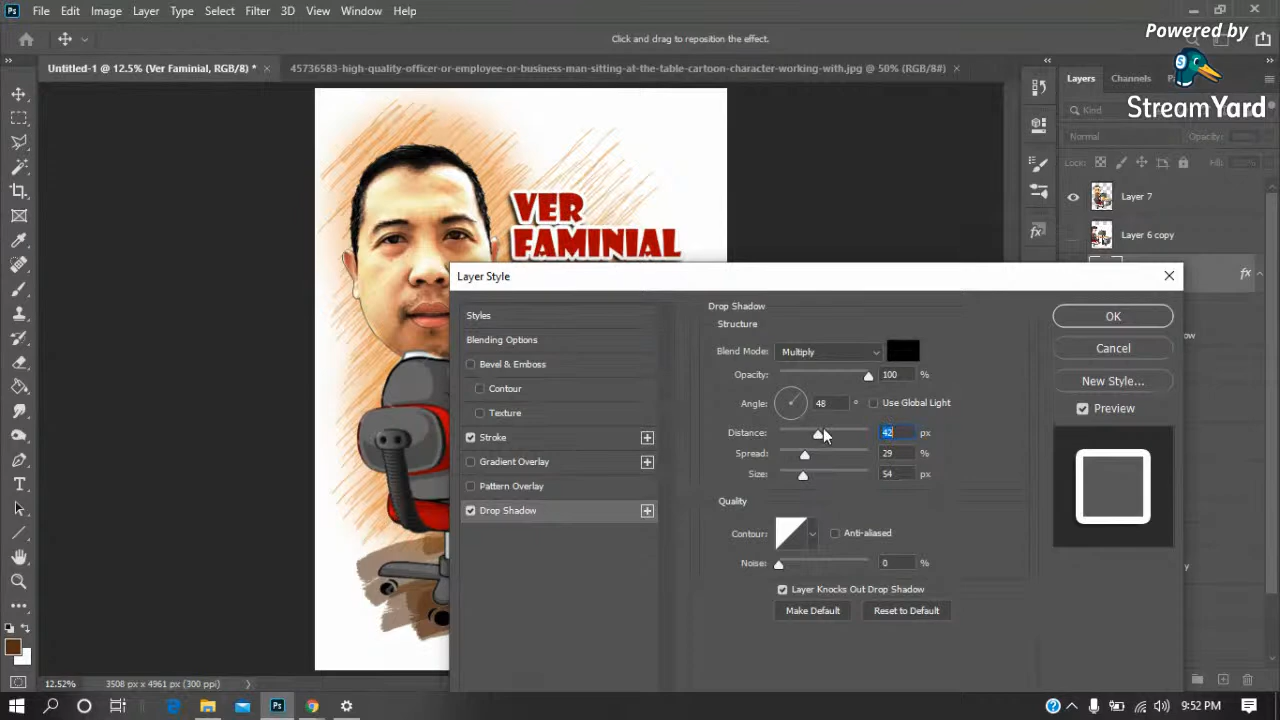 Ps File Edit Image Layer Type Select Filter 3D View Window Help
Powered by
StreamYard
Click and drag to reposition the effect.
Untitled-1 @ 12.5% (Ver Faminial, RGB/8) *
45736583-high-quality-officer-or-employee-or-business-man-sitting-at-the-table-cartoon-character-working-with.jpg @ 50% (RGB/8#)
Layers Channels
Kind
Normal Opacity:
Lock: Fill:
Layer 7
Layer 6 copy
fx
VER
FAMINIAL
Layer Style
Styles
Blending Options
Bevel & Emboss
Contour
Texture
Stroke
Gradient Overlay
Pattern Overlay
Drop Shadow
Drop Shadow
Structure
Blend Mode: Multiply
Opacity: 100 %
Angle: 48 ° Use Global Light
Distance: 42 px
Spread: 29 %
Size: 54 px
Quality
Contour: Anti-aliased
Noise: 0 %
Layer Knocks Out Drop Shadow
Make Default Reset to Default
OK
Cancel
New Style...
Preview
12.52% 3508 px x 4961 px (300 ppi)
Ps
9:52 PM